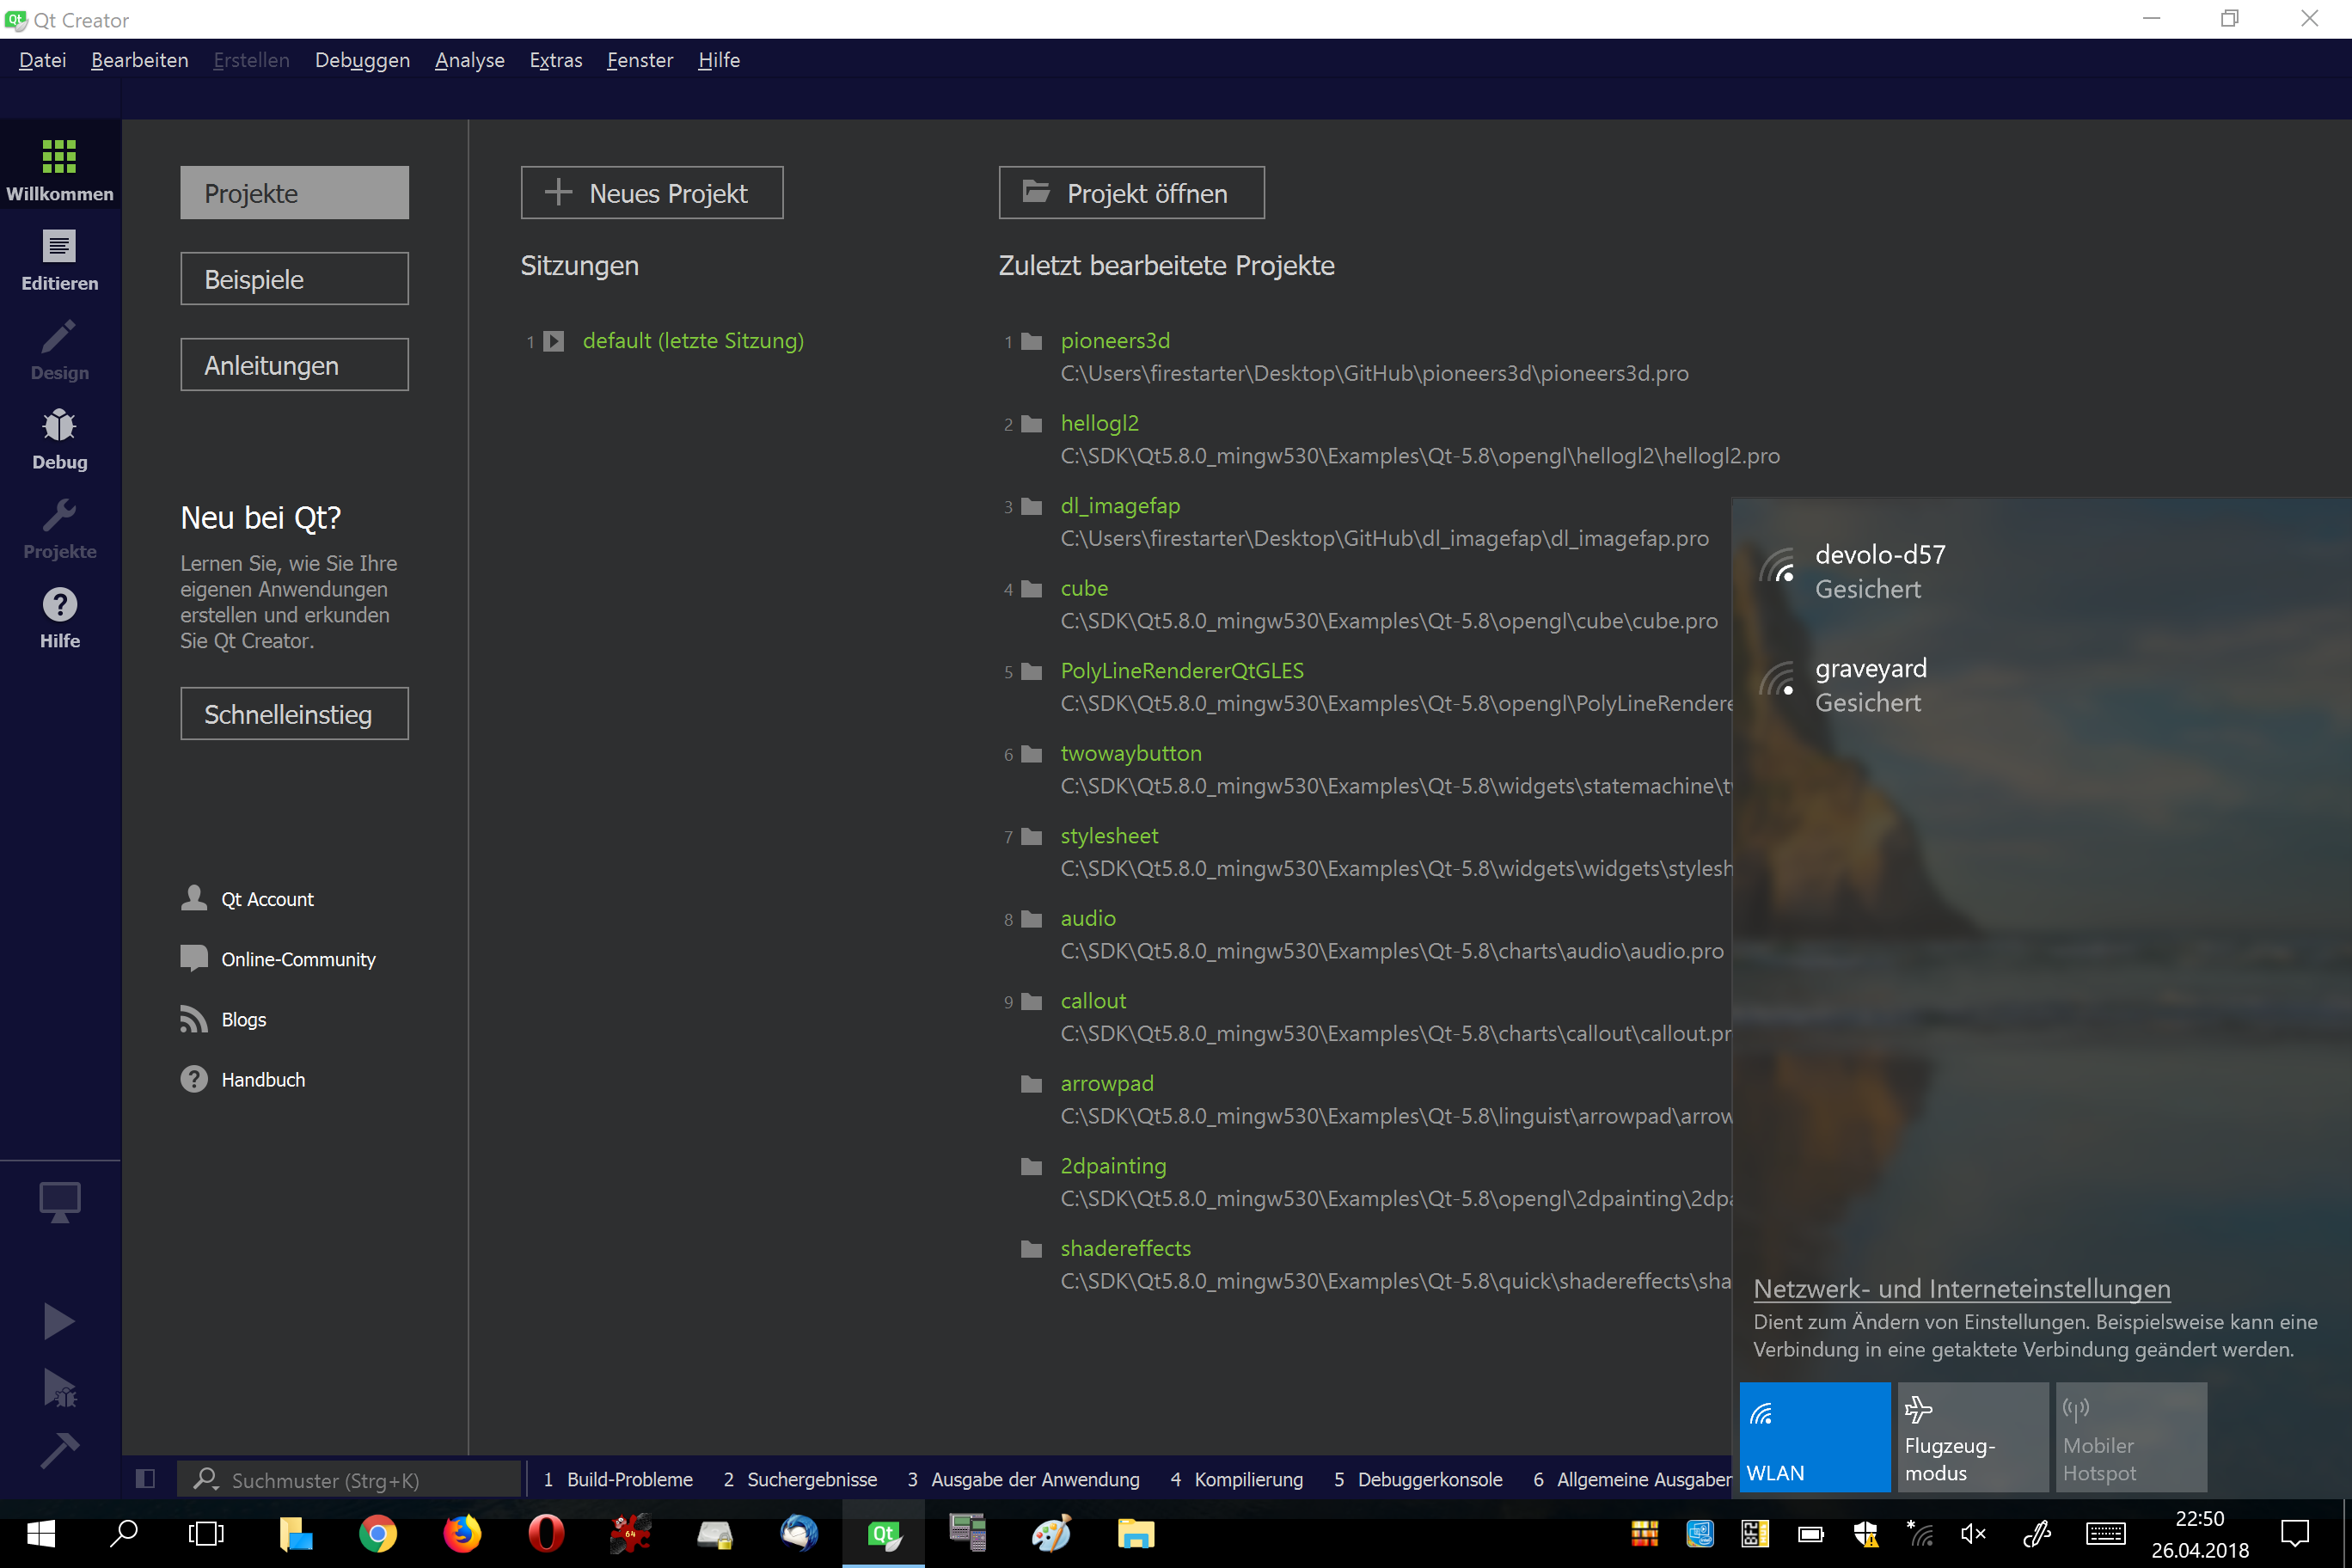 Qt Creator
Datei Bearbeiten Erstellen Debuggen Analyse Extras Fenster Hilfe
Willkommen
Editieren
Design
Debug
Projekte
Hilfe
Projekte
Beispiele
Anleitungen
Neu bei Qt?
Lernen Sie, wie Sie Ihre
eigenen Anwendungen
erstellen und erkunden
Sie Qt Creator.
Schnelleinstieg
Qt Account
Online-Community
Blogs
Handbuch
Neues Projekt
Sitzungen
1 default (letzte Sitzung)
Projekt öffnen
Zuletzt bearbeitete Projekte
1 pioneers3d
C:\Users\firestarter\Desktop\GitHub\pioneers3d\pioneers3d.pro
2 hellogl2
C:\SDK\Qt5.8.0_mingw530\Examples\Qt-5.8\opengl\hellogl2\hellogl2.pro
3 dl_imagefap
C:\Users\firestarter\Desktop\GitHub\dl_imagefap\dl_imagefap.pro
4 cube
C:\SDK\Qt5.8.0_mingw530\Examples\Qt-5.8\opengl\cube\cube.pro
5 PolyLineRendererQtGLES
C:\SDK\Qt5.8.0_mingw530\Examples\Qt-5.8\opengl\PolyLineRendere
6 twowaybutton
C:\SDK\Qt5.8.0_mingw530\Examples\Qt-5.8\widgets\statemachine\t
7 stylesheet
C:\SDK\Qt5.8.0_mingw530\Examples\Qt-5.8\widgets\widgets\stylesh
8 audio
C:\SDK\Qt5.8.0_mingw530\Examples\Qt-5.8\charts\audio\audio.pro
9 callout
C:\SDK\Qt5.8.0_mingw530\Examples\Qt-5.8\charts\callout\callout.pr
arrowpad
C:\SDK\Qt5.8.0_mingw530\Examples\Qt-5.8\linguist\arrowpad\arrow
2dpainting
C:\SDK\Qt5.8.0_mingw530\Examples\Qt-5.8\opengl\2dpainting\2dpa
shadereffects
C:\SDK\Qt5.8.0_mingw530\Examples\Qt-5.8\quick\shadereffects\sha
devolo-d57
Gesichert
graveyard
Gesichert
Netzwerk- und Interneteinstellungen
Dient zum Ändern von Einstellungen. Beispielsweise kann eine
Verbindung in eine getaktete Verbindung geändert werden.
WLAN
Flugzeug-
modus
Mobiler
Hotspot
Suchmuster (Strg+K) 1 Build-Probleme 2 Suchergebnisse 3 Ausgabe der Anwendung 4 Kompilierung 5 Debuggerkonsole 6 Allgemeine Ausgaben
64
Qt
22:50
26.04.2018